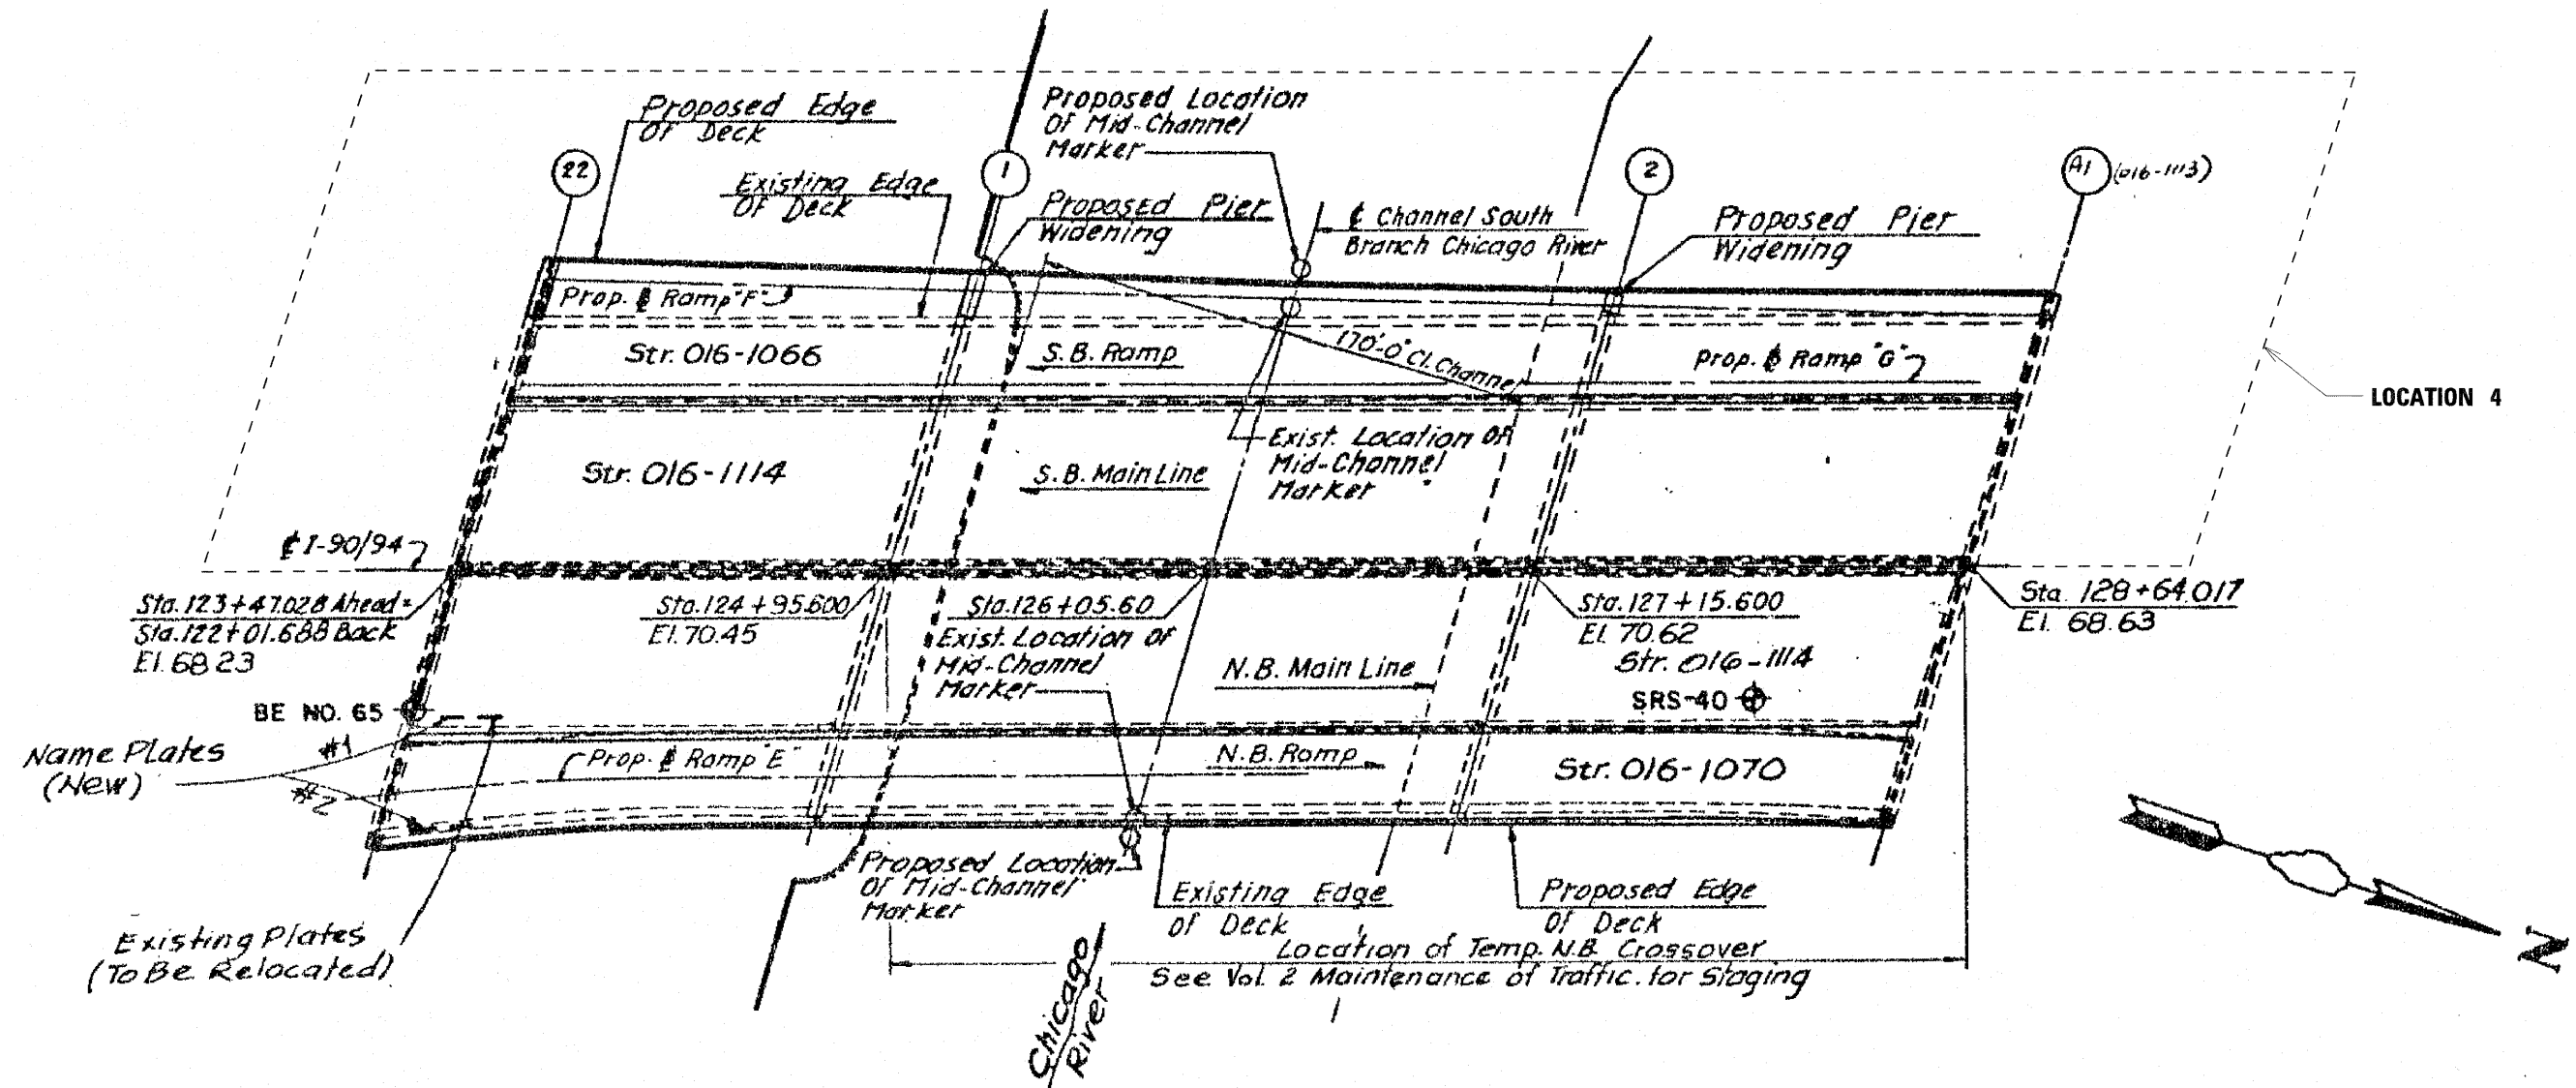 Proposed Edge
Of Deck
Proposed Location
Of Mid-Channel
Marker
22
1
2
A1 (016-1113)
Existing Edge
Of Deck
Proposed Pier
Widening
℄ Channel South
Branch Chicago River
Proposed Pier
Widening
Prop. ℄ Ramp "F"
Str. 016-1066
S.B. Ramp
170'-0" Cl. Channel
Prop. ℄ Ramp "G"
LOCATION 4
Str. 016-1114
S.B. Main Line
Exist. Location Of
Mid-Channel
Marker
℄ I-90/94
Sta. 123+47.028 Ahead=
Sta. 122+01.688 Back
El. 68.23
Sta. 124+95.600
El. 70.45
Sta. 126+05.60
Exist. Location of
Mid-Channel
Marker
Sta. 127+15.600
El. 70.62
Str. 016-1114
Sta. 128+64.017
El. 68.63
N.B. Main Line
SRS-40
BE NO. 65
Name Plates
(New)
#1
#2
Prop. ℄ Ramp "E"
N.B. Ramp
Str. 016-1070
Proposed Location
Of Mid-Channel
Marker
Existing Edge
of Deck
Proposed Edge
Of Deck
Existing Plates
(To Be Relocated)
Location of Temp. N.B. Crossover
See Vol. 2 Maintenance of Traffic. for Staging
Chicago
River
N